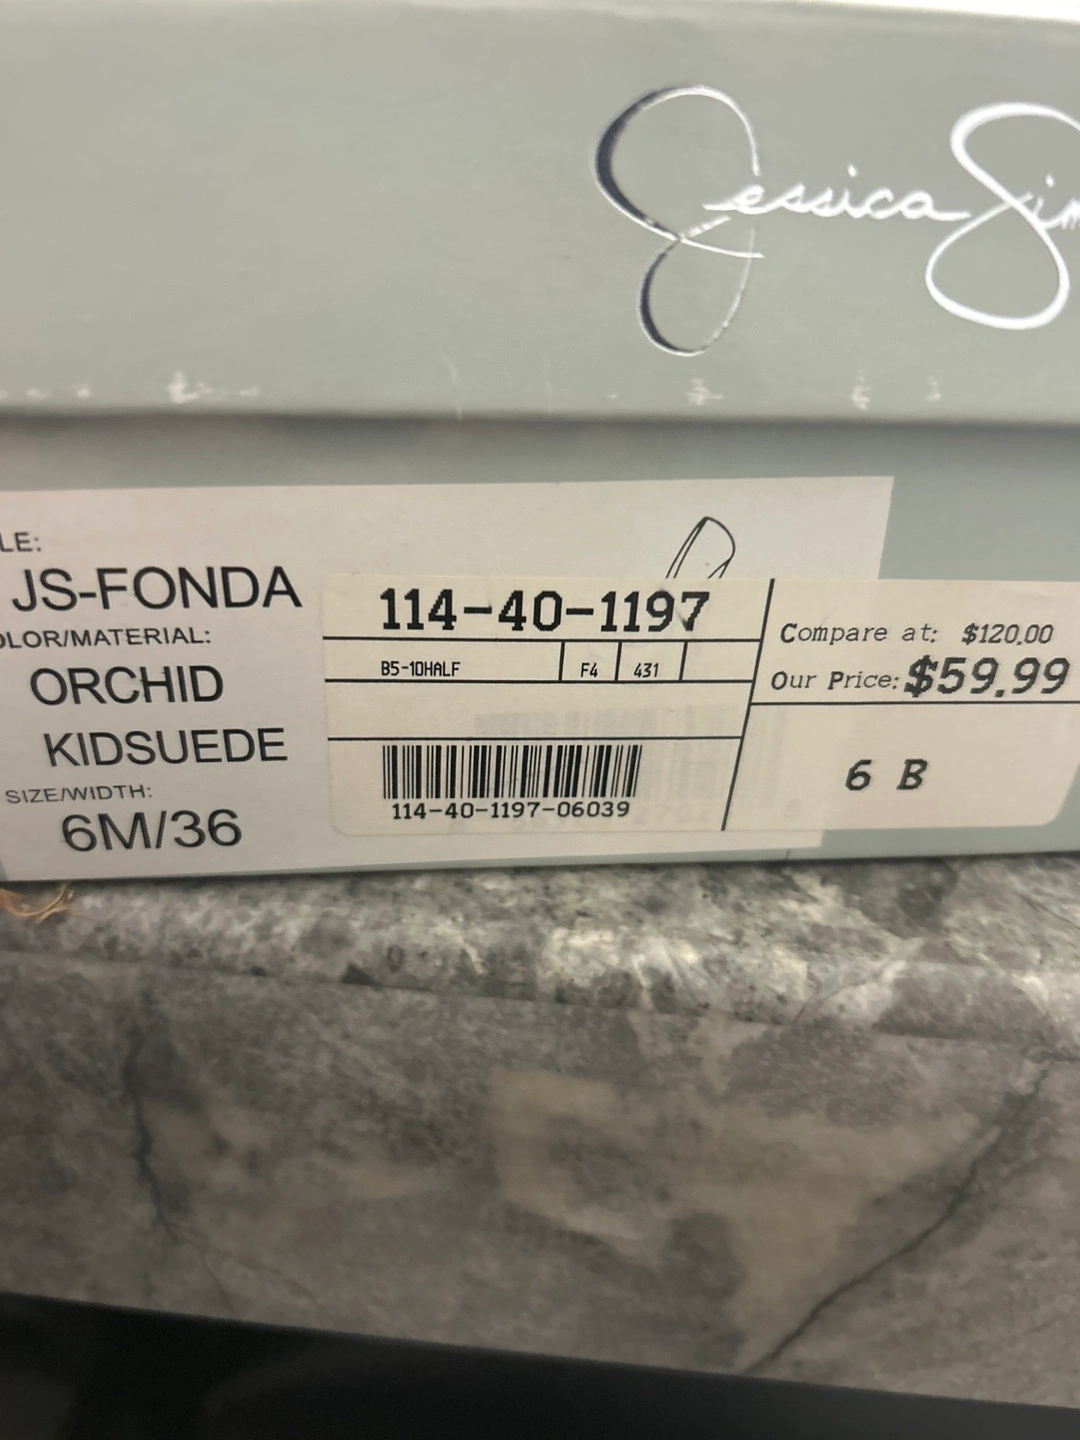 Jessica Sim
LE:
JS-FONDA
OLOR/MATERIAL:
ORCHID
KIDSUEDE
SIZE/WIDTH:
6M/36
114-40-1197
B5-10HALF F4 431
114-40-1197-06039
Compare at: $120.00
Our Price: $59.99
6 B